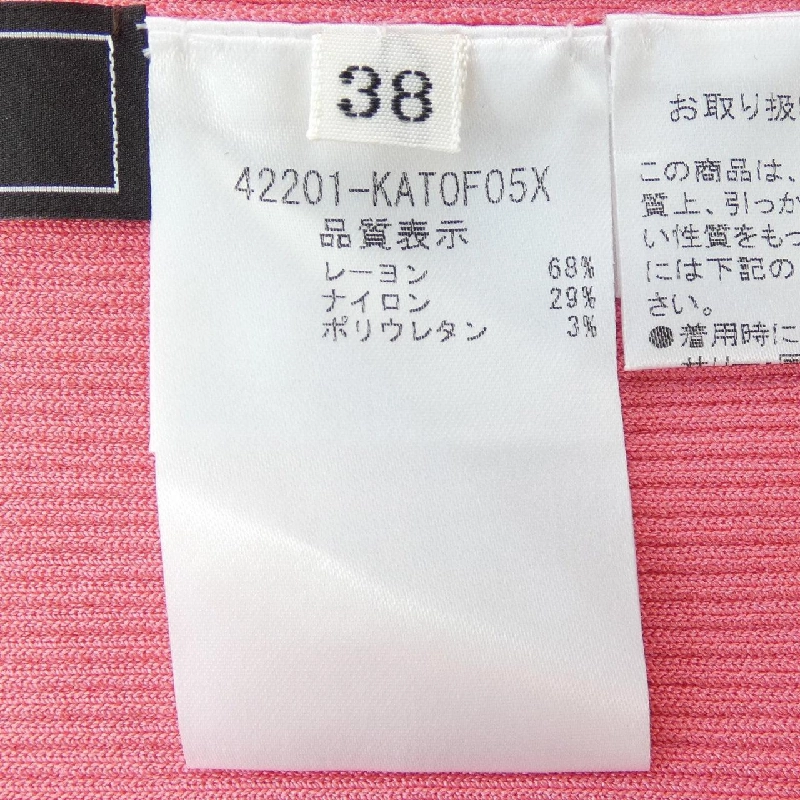 38
42201-KAT0F05X
品質表示
レーヨン 68%
ナイロン 29%
ポリウレタン 3%
お取り扱
この商品は、
質上、引っか
い性質をもつ
には下記の
さい。
●着用時に